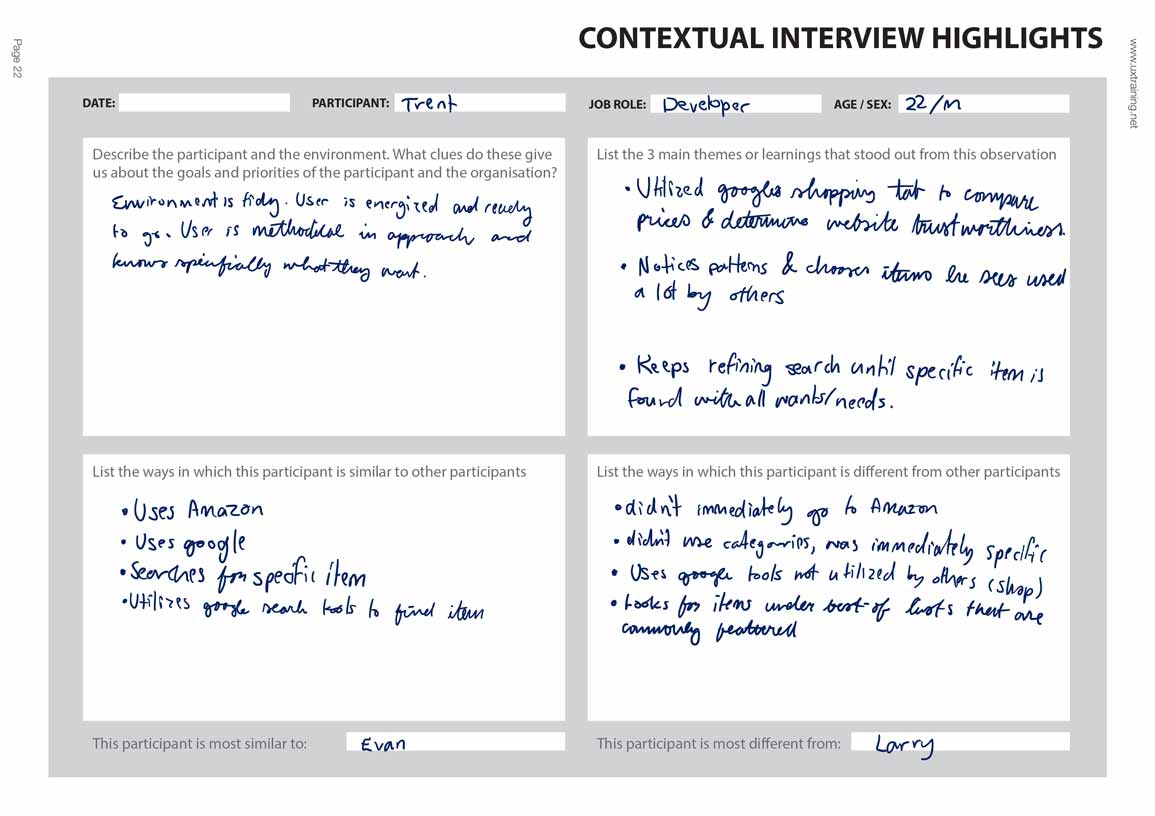 CONTEXTUAL INTERVIEW HIGHLIGHTS
Page 22
www.uxtraining.net
DATE:
PARTICIPANT: Trent
JOB ROLE: Developer
AGE / SEX: 22/M
Describe the participant and the environment. What clues do these give
us about the goals and priorities of the participant and the organisation?
Environment is tidy. User is energized and ready
to go. User is methodical in approach and
knows specifially what they want.
List the 3 main themes or learnings that stood out from this observation
• Utilized googles shopping tab to compare
prices & determine website trustworthiness.
• Notices patterns & chooses items he sees used
a lot by others
• Keeps refining search until specific item is
found with all wants/needs.
List the ways in which this participant is similar to other participants
• Uses Amazon
• Uses google
• Searches for specific item
• Utilizes google search tools to find item
List the ways in which this participant is different from other participants
• didn't immediately go to Amazon
• didn't use categories, was immediately specific
• Uses google tools not utilized by others (shop)
• Looks for items under best-of lists that are
commonly featured
This participant is most similar to: Evan
This participant is most different from: Larry